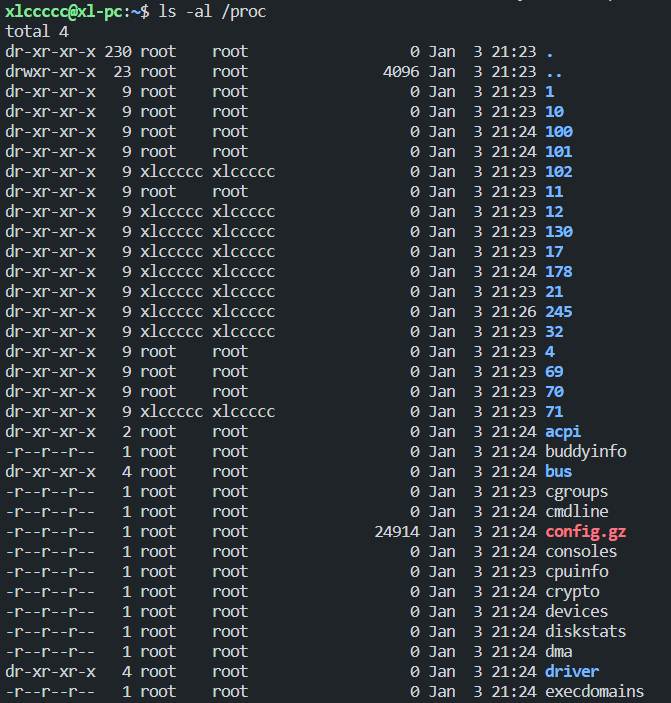 xlccccc@xl-pc:~$ ls -al /proc
total 4
dr-xr-xr-x 230 root    root                  0 Jan  3 21:23 .
drwxr-xr-x  23 root    root               4096 Jan  3 21:23 ..
dr-xr-xr-x   9 root    root                  0 Jan  3 21:23 1
dr-xr-xr-x   9 root    root                  0 Jan  3 21:23 10
dr-xr-xr-x   9 root    root                  0 Jan  3 21:24 100
dr-xr-xr-x   9 root    root                  0 Jan  3 21:24 101
dr-xr-xr-x   9 xlccccc xlccccc               0 Jan  3 21:23 102
dr-xr-xr-x   9 root    root                  0 Jan  3 21:23 11
dr-xr-xr-x   9 xlccccc xlccccc               0 Jan  3 21:23 12
dr-xr-xr-x   9 xlccccc xlccccc               0 Jan  3 21:23 130
dr-xr-xr-x   9 xlccccc xlccccc               0 Jan  3 21:23 17
dr-xr-xr-x   9 xlccccc xlccccc               0 Jan  3 21:24 178
dr-xr-xr-x   9 xlccccc xlccccc               0 Jan  3 21:23 21
dr-xr-xr-x   9 xlccccc xlccccc               0 Jan  3 21:26 245
dr-xr-xr-x   9 xlccccc xlccccc               0 Jan  3 21:23 32
dr-xr-xr-x   9 root    root                  0 Jan  3 21:23 4
dr-xr-xr-x   9 root    root                  0 Jan  3 21:23 69
dr-xr-xr-x   9 root    root                  0 Jan  3 21:23 70
dr-xr-xr-x   9 xlccccc xlccccc               0 Jan  3 21:23 71
dr-xr-xr-x   2 root    root                  0 Jan  3 21:24 acpi
-r--r--r--   1 root    root                  0 Jan  3 21:24 buddyinfo
dr-xr-xr-x   4 root    root                  0 Jan  3 21:24 bus
-r--r--r--   1 root    root                  0 Jan  3 21:23 cgroups
-r--r--r--   1 root    root                  0 Jan  3 21:24 cmdline
-r--r--r--   1 root    root              24914 Jan  3 21:24 config.gz
-r--r--r--   1 root    root                  0 Jan  3 21:24 consoles
-r--r--r--   1 root    root                  0 Jan  3 21:23 cpuinfo
-r--r--r--   1 root    root                  0 Jan  3 21:24 crypto
-r--r--r--   1 root    root                  0 Jan  3 21:24 devices
-r--r--r--   1 root    root                  0 Jan  3 21:24 diskstats
-r--r--r--   1 root    root                  0 Jan  3 21:24 dma
dr-xr-xr-x   4 root    root                  0 Jan  3 21:24 driver
-r--r--r--   1 root    root                  0 Jan  3 21:24 execdomains